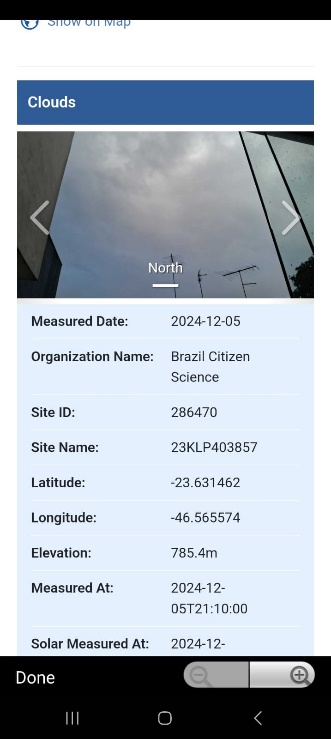 Show on Map
Clouds
North
Measured Date: 2024-12-05
Organization Name: Brazil Citizen
Science
Site ID: 286470
Site Name: 23KLP403857
Latitude: -23.631462
Longitude: -46.565574
Elevation: 785.4m
Measured At: 2024-12-
05T21:10:00
Solar Measured At: 2024-12-
Done